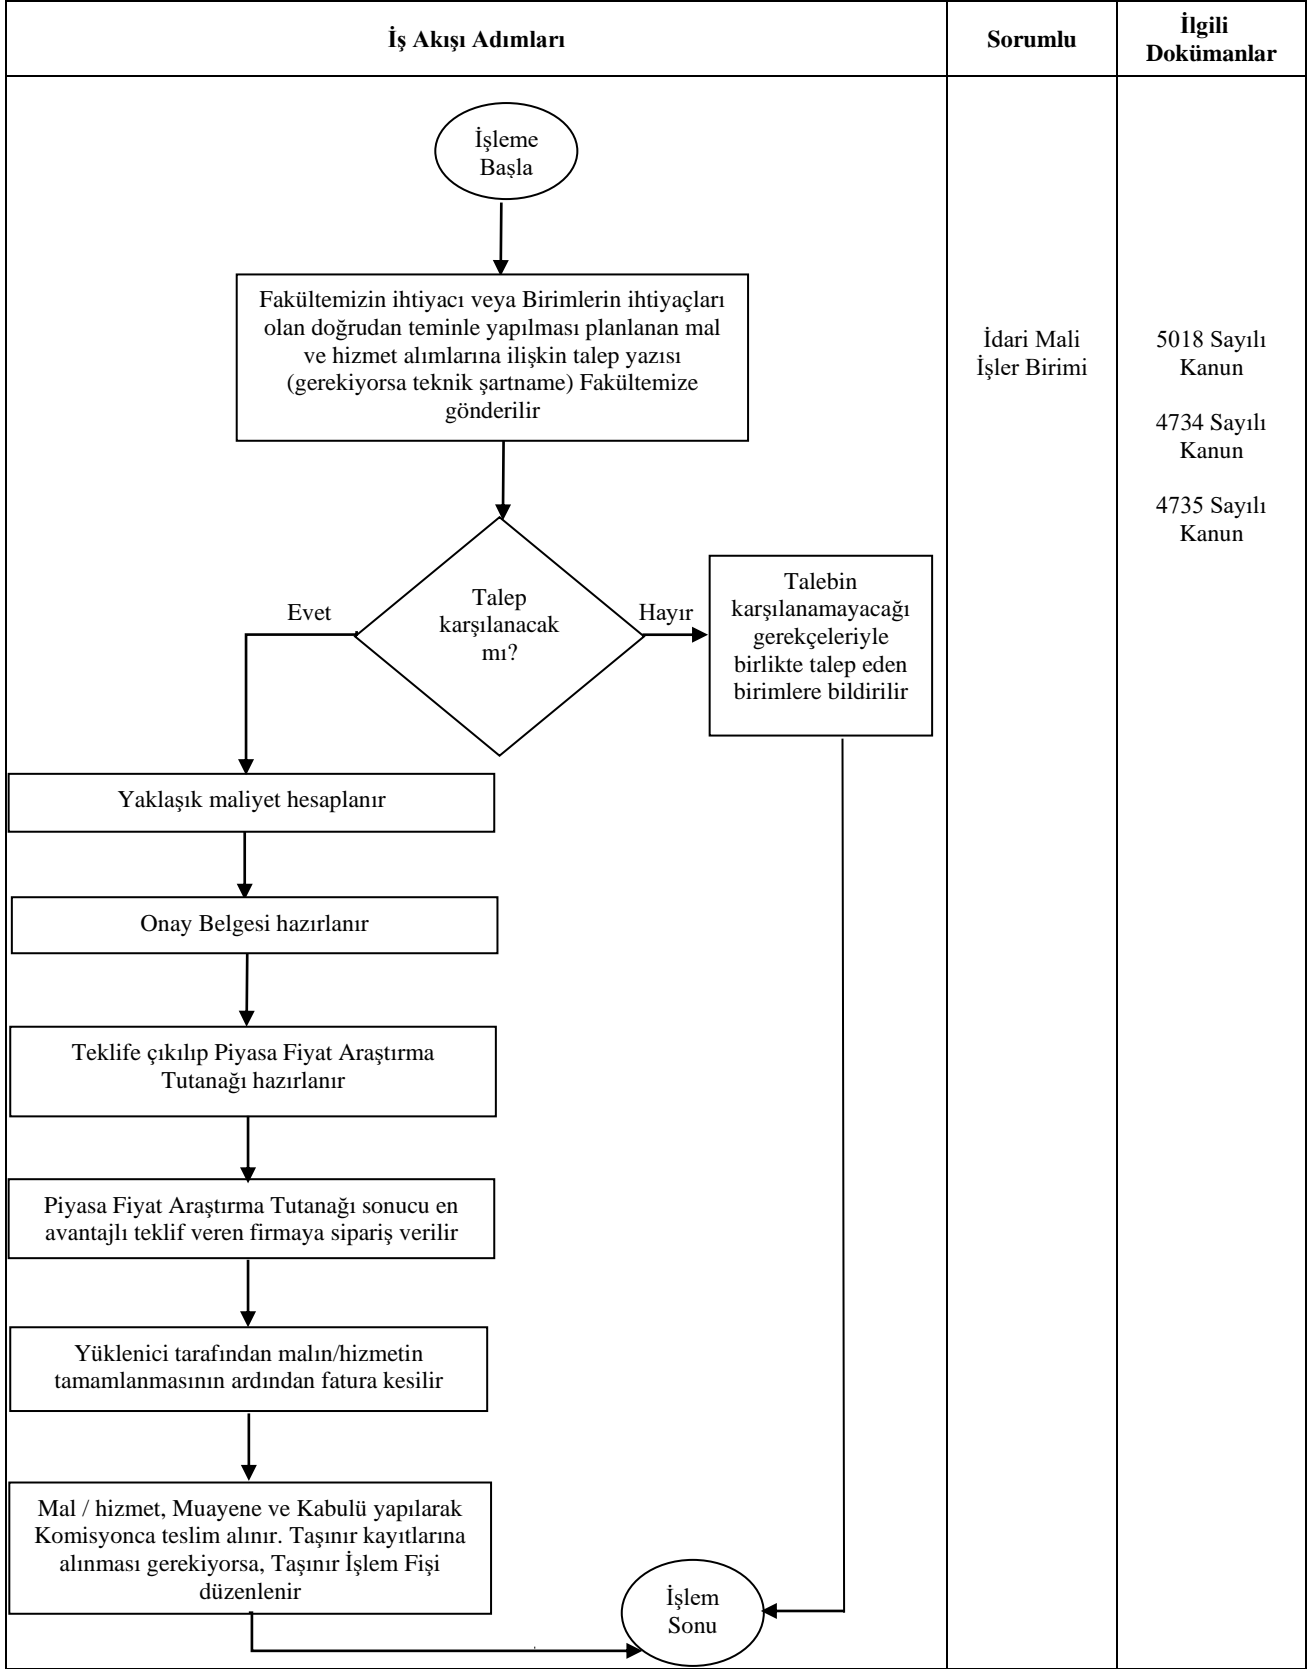 İş Akışı Adımları
Sorumlu
İlgili
Dokümanlar
İşleme
Başla
Fakültemizin ihtiyacı veya Birimlerin ihtiyaçları
olan doğrudan teminle yapılması planlanan mal
ve hizmet alımlarına ilişkin talep yazısı
(gerekiyorsa teknik şartname) Fakültemize
gönderilir
İdari Mali
İşler Birimi
5018 Sayılı
Kanun
4734 Sayılı
Kanun
4735 Sayılı
Kanun
Talep
karşılanacak
mı?
Evet
Hayır
Talebin
karşılanamayacağı
gerekçeleriyle
birlikte talep eden
birimlere bildirilir
Yaklaşık maliyet hesaplanır
Onay Belgesi hazırlanır
Teklife çıkılıp Piyasa Fiyat Araştırma
Tutanağı hazırlanır
Piyasa Fiyat Araştırma Tutanağı sonucu en
avantajlı teklif veren firmaya sipariş verilir
Yüklenici tarafından malın/hizmetin
tamamlanmasının ardından fatura kesilir
Mal / hizmet, Muayene ve Kabulü yapılarak
Komisyonca teslim alınır. Taşınır kayıtlarına
alınması gerekiyorsa, Taşınır İşlem Fişi
düzenlenir
İşlem
Sonu